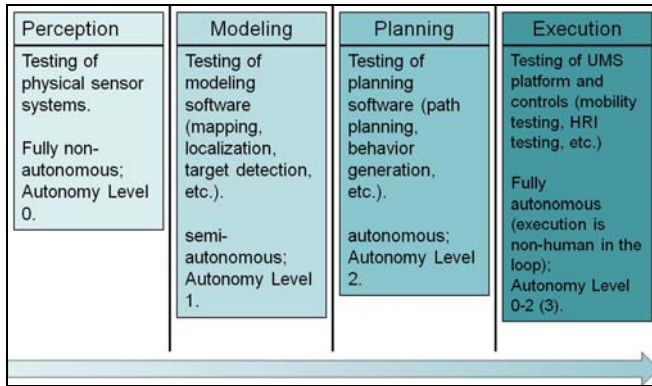 Perception
Testing of
physical sensor
systems.
Fully non-
autonomous;
Autonomy Level
0.
Modeling
Testing of
modeling
software
(mapping,
localization,
target detection,
etc.).
semi-
autonomous;
Autonomy Level
1.
Planning
Testing of
planning
software (path
planning,
behavior
generation,
etc.).
autonomous;
Autonomy Level
2.
Execution
Testing of UMS
platform and
controls (mobility
testing, HRI
testing, etc.)
Fully
autonomous
(execution is
non-human in the
loop);
Autonomy Level
0-2 (3).